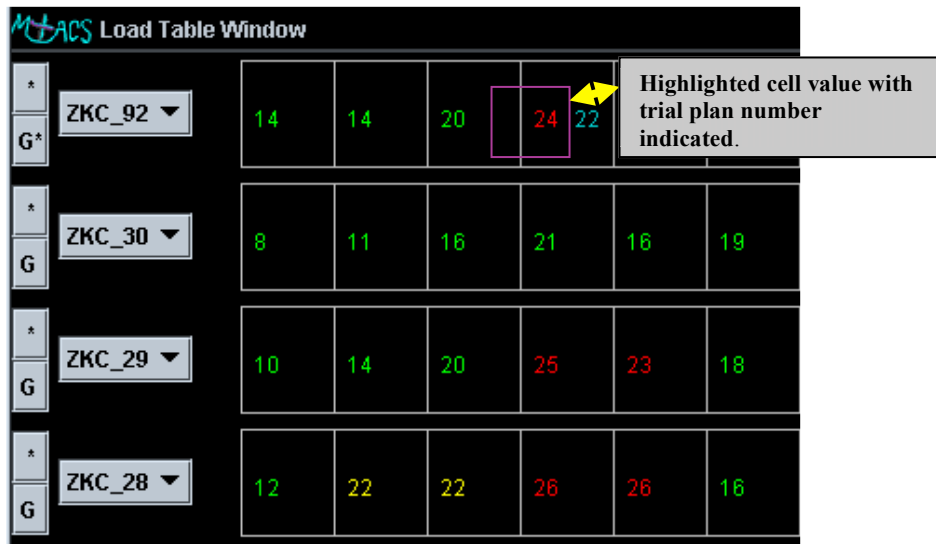 MACS Load Table Window
*
G*
ZKC_92
14 14 20 24 22
Highlighted cell value with
trial plan number
indicated.
*
G
ZKC_30
8 11 16 21 16 19
*
G
ZKC_29
10 14 20 25 23 18
*
G
ZKC_28
12 22 22 26 26 16